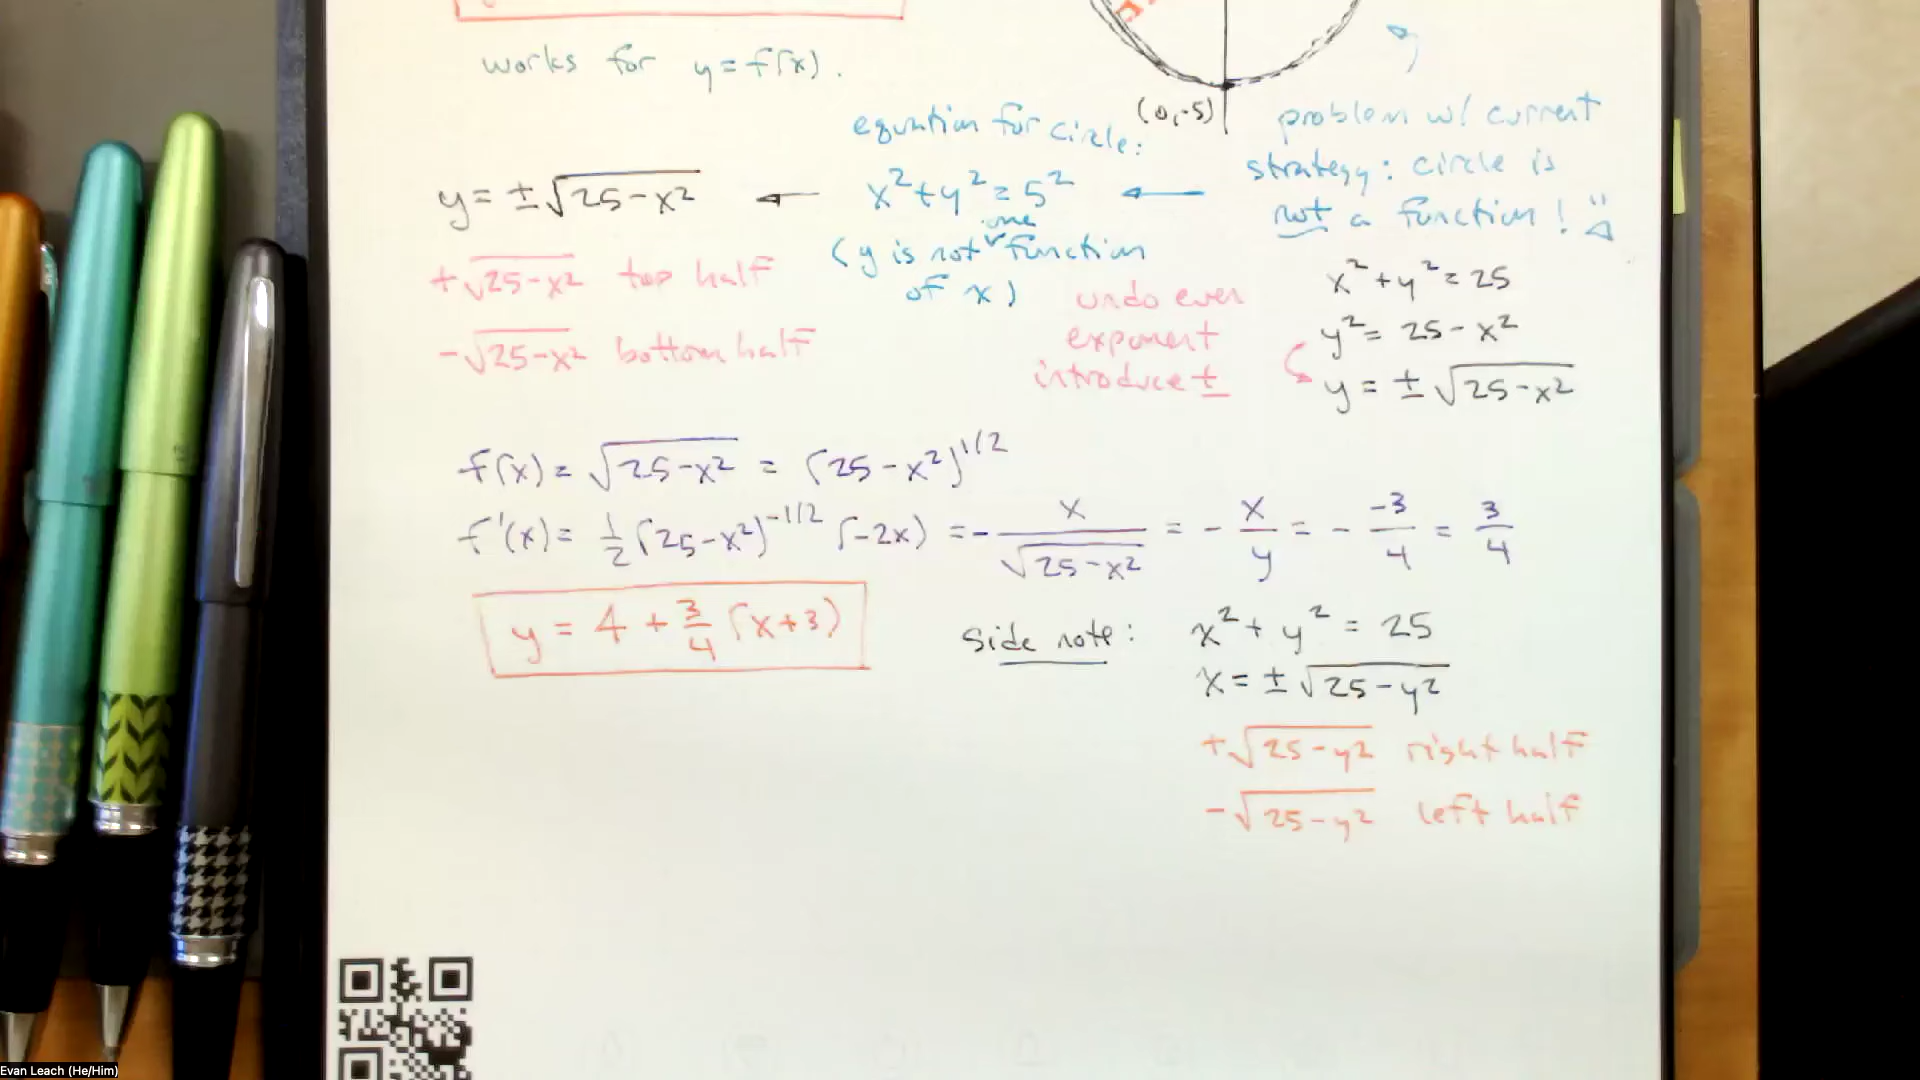 works for y = f(x).
(0,-5)
equation for circle:
problem w/ current
strategy: circle is
not a function!
y = ±√25-x² ← x² + y² = 5² ←
(y is not one function
of x)
+√25-x² top half
-√25-x² bottom half
undo even
exponent
introduce ±
x² + y² = 25
y² = 25 - x²
y = ± √25-x²
f(x) = √25-x² = (25-x²)^1/2
f'(x) = 1/2 (25-x²)^-1/2 (-2x) = - x/√25-x² = - x/y = - -3/4 = 3/4
y = 4 + 3/4 (x+3)
side note: x² + y² = 25
x = ± √25-y²
+√25-y² right half
-√25-y² left half
Evan Leach (He/Him)